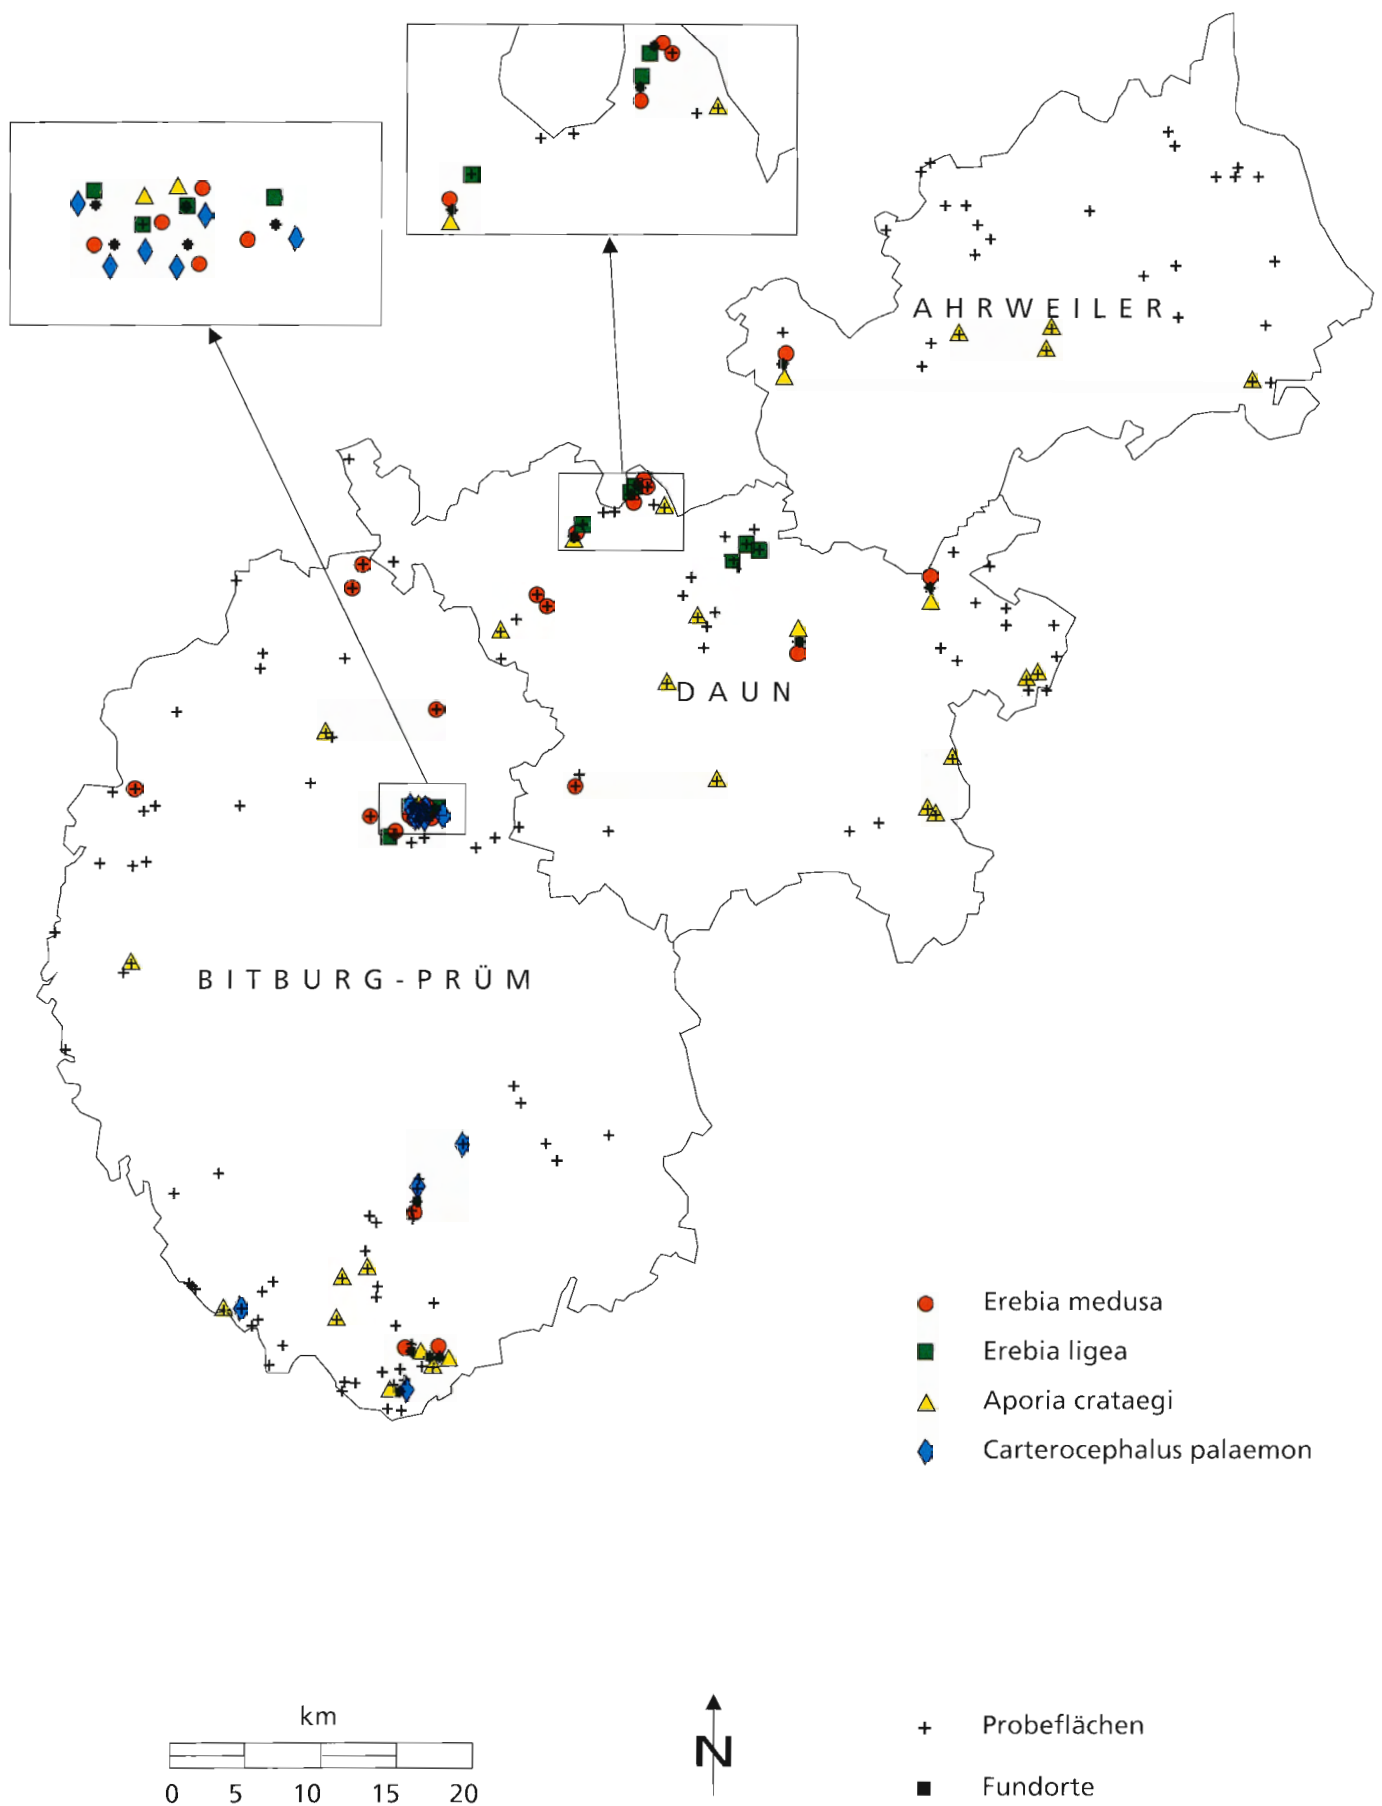 AHRWEILER
DAUN
BITBURG-PRÜM
Erebia medusa
Erebia ligea
Aporia crataegi
Carterocephalus palaemon
km
0 5 10 15 20
N
Probeflächen
Fundorte